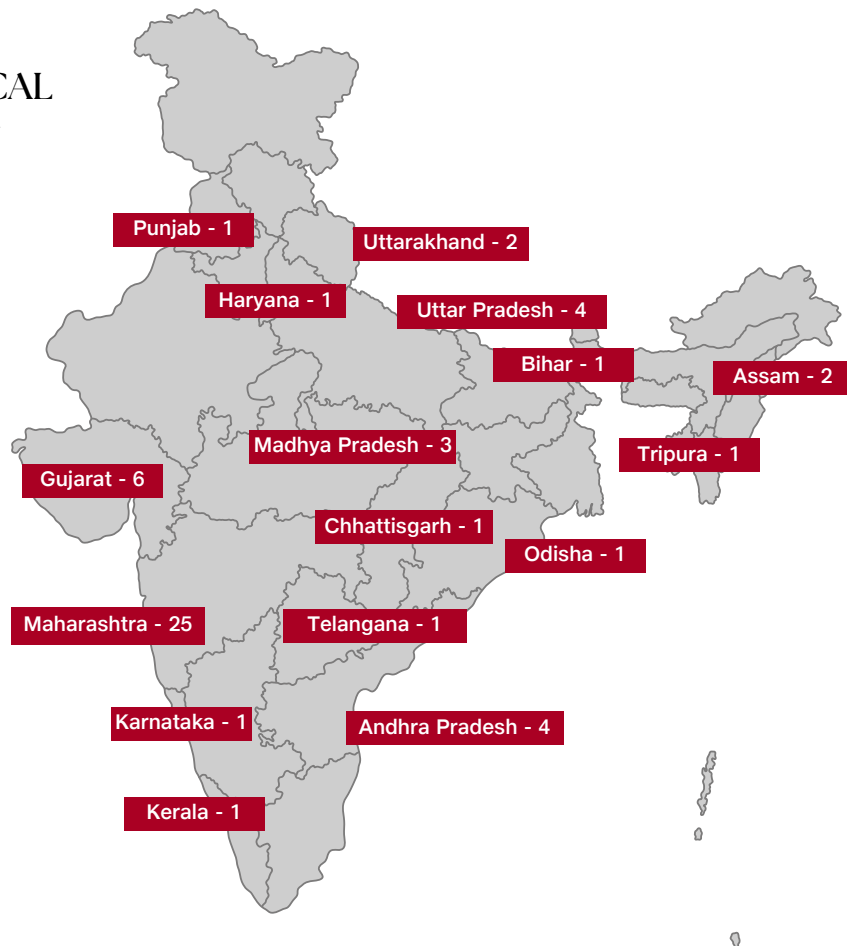 Punjab - 1
Uttarakhand - 2
Haryana - 1
Uttar Pradesh - 4
Bihar - 1
Assam - 2
Madhya Pradesh - 3
Tripura - 1
Gujarat - 6
Chhattisgarh - 1
Odisha - 1
Maharashtra - 25
Telangana - 1
Karnataka - 1
Andhra Pradesh - 4
Kerala - 1